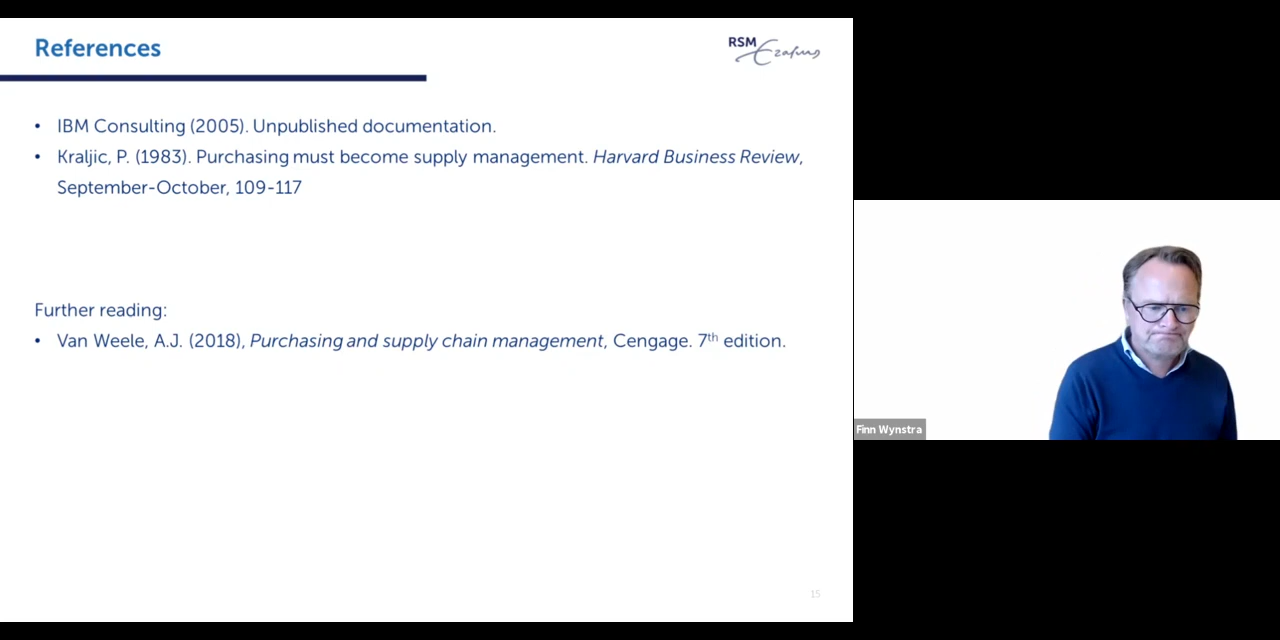 References
RSM
Erasmus
• IBM Consulting (2005). Unpublished documentation.
• Kraljic, P. (1983). Purchasing must become supply management. Harvard Business Review,
September-October, 109-117
Further reading:
• Van Weele, A.J. (2018), Purchasing and supply chain management, Cengage. 7th edition.
Finn Wynstra
15